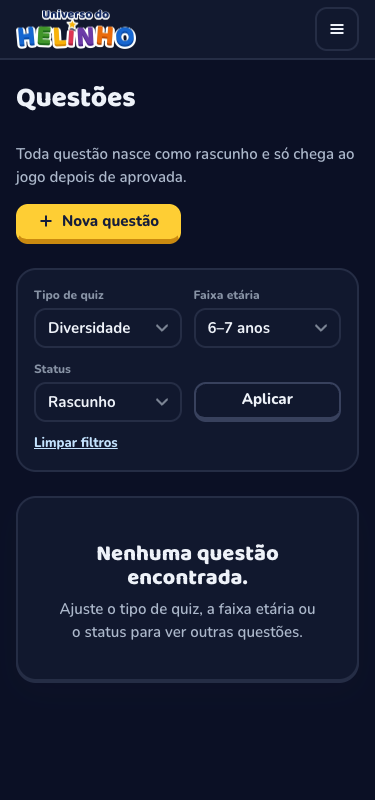 Universo do
HELINHO
Questões
Toda questão nasce como rascunho e só chega ao
jogo depois de aprovada.
+ Nova questão
Tipo de quiz
Faixa etária
Diversidade
6–7 anos
Status
Rascunho
Aplicar
Limpar filtros
Nenhuma questão
encontrada.
Ajuste o tipo de quiz, a faixa etária ou
o status para ver outras questões.